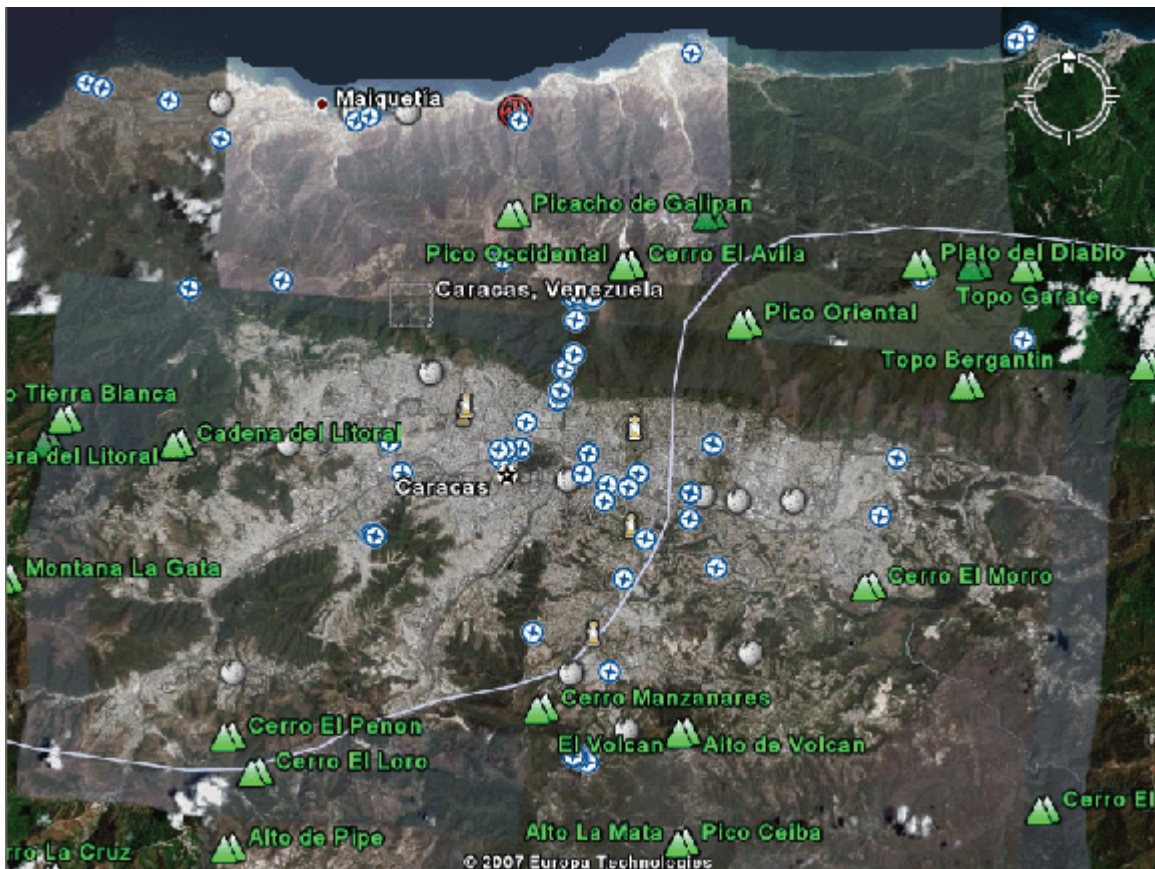 N
Maiquetía
Picacho de Galipan
Pico Occidental
Cerro El Avila
Plato del Diablo
Caracas, Venezuela
Topo Garate
Pico Oriental
Topo Bergantin
o Tierra Blanca
Cadena del Litoral
era del Litoral
Caracas
Montana La Gata
Cerro El Morro
Cerro Manzanares
Cerro El Penon
El Volcan
Alto de Volcan
Cerro El Loro
Cerro El
Alto de Pipe
Alto La Mata
Pico Ceiba
rro La Cruz
© 2007 Europa Technologies